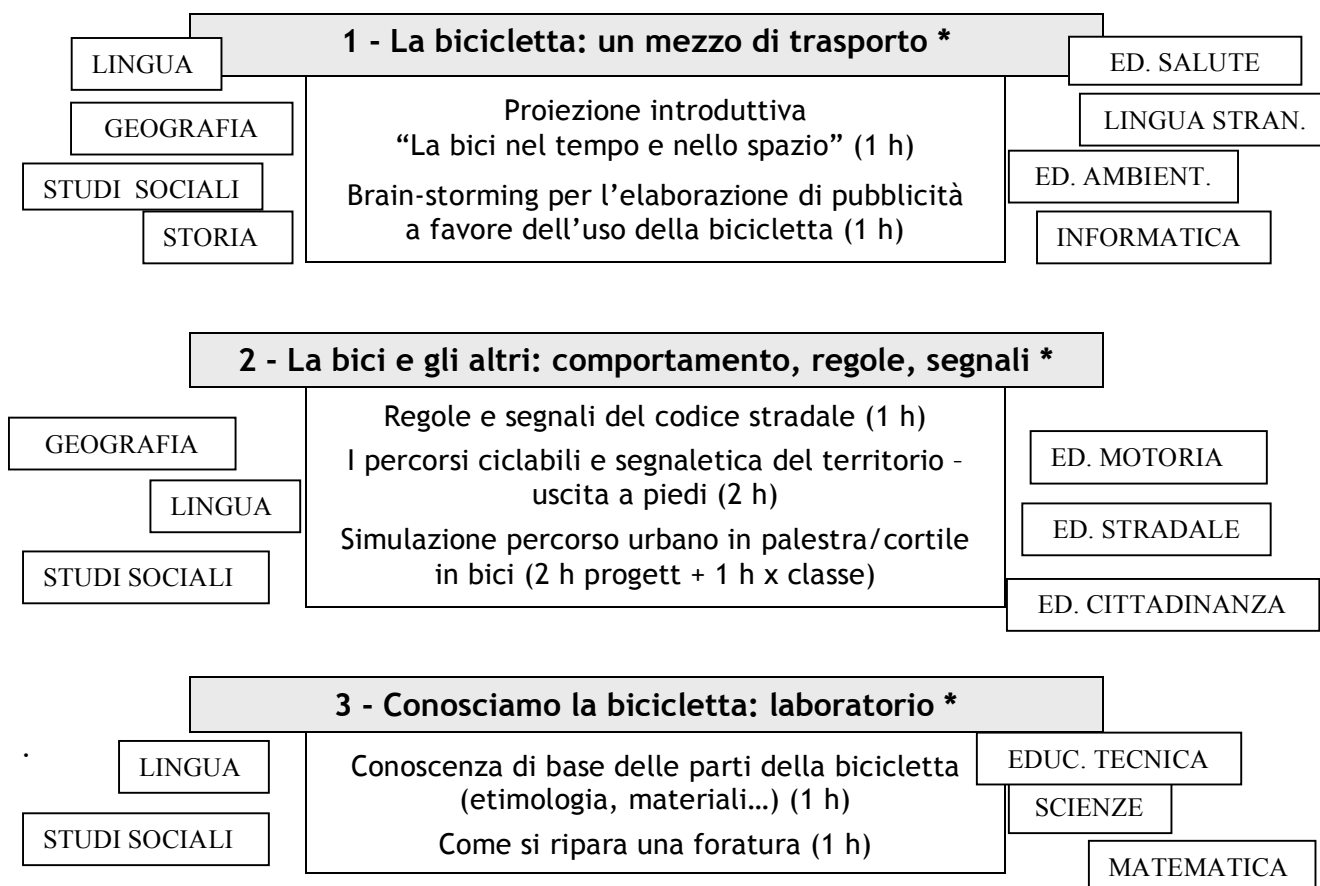 1 - La bicicletta: un mezzo di trasporto *
LINGUA
GEOGRAFIA
STUDI SOCIALI
STORIA
Proiezione introduttiva
“La bici nel tempo e nello spazio” (1 h)
Brain-storming per l’elaborazione di pubblicità
a favore dell’uso della bicicletta (1 h)
ED. SALUTE
LINGUA STRAN.
ED. AMBIENT.
INFORMATICA
2 - La bici e gli altri: comportamento, regole, segnali *
GEOGRAFIA
LINGUA
STUDI SOCIALI
Regole e segnali del codice stradale (1 h)
I percorsi ciclabili e segnaletica del territorio –
uscita a piedi (2 h)
Simulazione percorso urbano in palestra/cortile
in bici (2 h progett + 1 h x classe)
ED. MOTORIA
ED. STRADALE
ED. CITTADINANZA
3 - Conosciamo la bicicletta: laboratorio *
.
LINGUA
STUDI SOCIALI
Conoscenza di base delle parti della bicicletta
(etimologia, materiali…) (1 h)
Come si ripara una foratura (1 h)
EDUC. TECNICA
SCIENZE
MATEMATICA